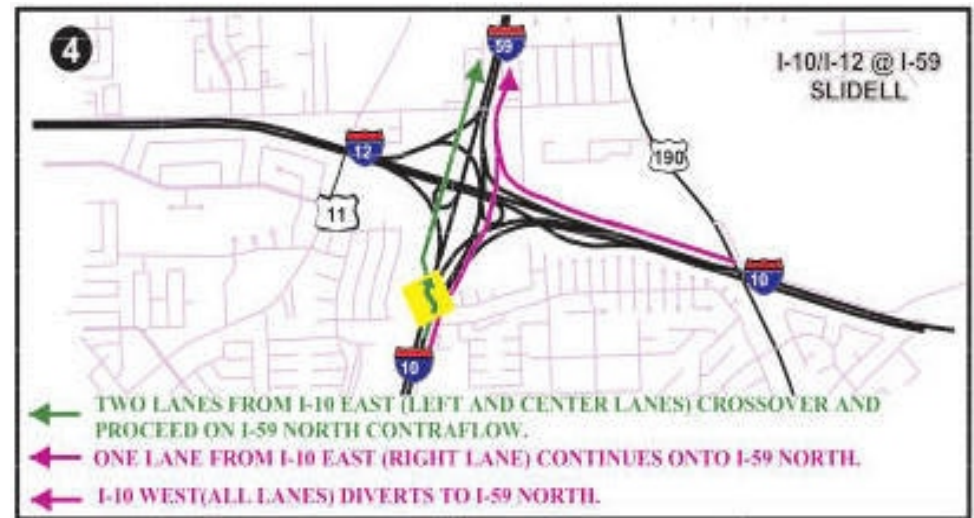 4
59
I-10/I-12 @ I-59
SLIDELL
12
190
11
10
10
TWO LANES FROM I-10 EAST (LEFT AND CENTER LANES) CROSSOVER AND
PROCEED ON I-59 NORTH CONTRAFLOW.
ONE LANE FROM I-10 EAST (RIGHT LANE) CONTINUES ONTO I-59 NORTH.
I-10 WEST(ALL LANES) DIVERTS TO I-59 NORTH.